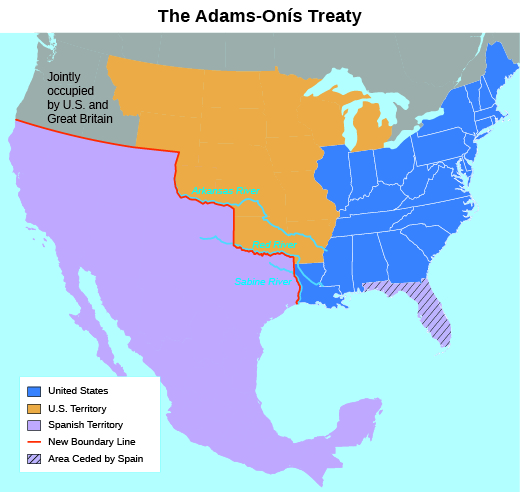 The Adams-Onís Treaty
Jointly
occupied
by U.S. and
Great Britain
Arkansas River
Red River
Sabine River
United States
U.S. Territory
Spanish Territory
New Boundary Line
Area Ceded by Spain